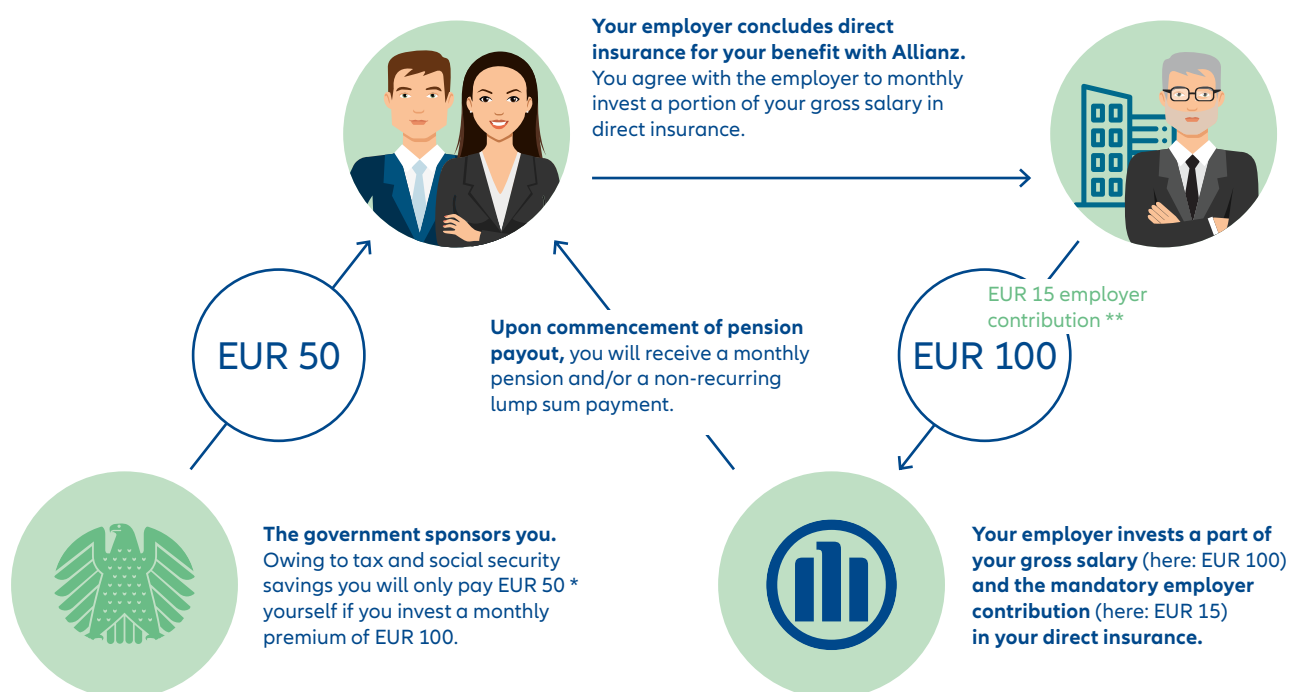 Your employer concludes direct
insurance for your benefit with Allianz.
You agree with the employer to monthly
invest a portion of your gross salary in
direct insurance.
EUR 50
Upon commencement of pension
payout, you will receive a monthly
pension and/or a non-recurring
lump sum payment.
EUR 15 employer
contribution **
EUR 100
The government sponsors you.
Owing to tax and social security
savings you will only pay EUR 50 *
yourself if you invest a monthly
premium of EUR 100.
Your employer invests a part of
your gross salary (here: EUR 100)
and the mandatory employer
contribution (here: EUR 15)
in your direct insurance.